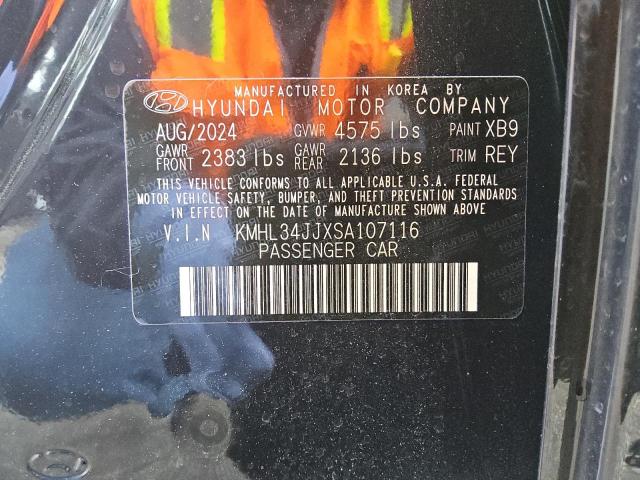 MANUFACTURED IN KOREA BY
HYUNDAI MOTOR COMPANY
AUG/2024 GVWR 4575 lbs PAINT XB9
GAWR FRONT 2383 lbs GAWR REAR 2136 lbs TRIM REY
THIS VEHICLE CONFORMS TO ALL APPLICABLE U.S.A. FEDERAL
MOTOR VEHICLE SAFETY, BUMPER, AND THEFT PREVENTION STANDARDS
IN EFFECT ON THE DATE OF MANUFACTURE SHOWN ABOVE
V.I.N KMHL34JJXSA107116
PASSENGER CAR